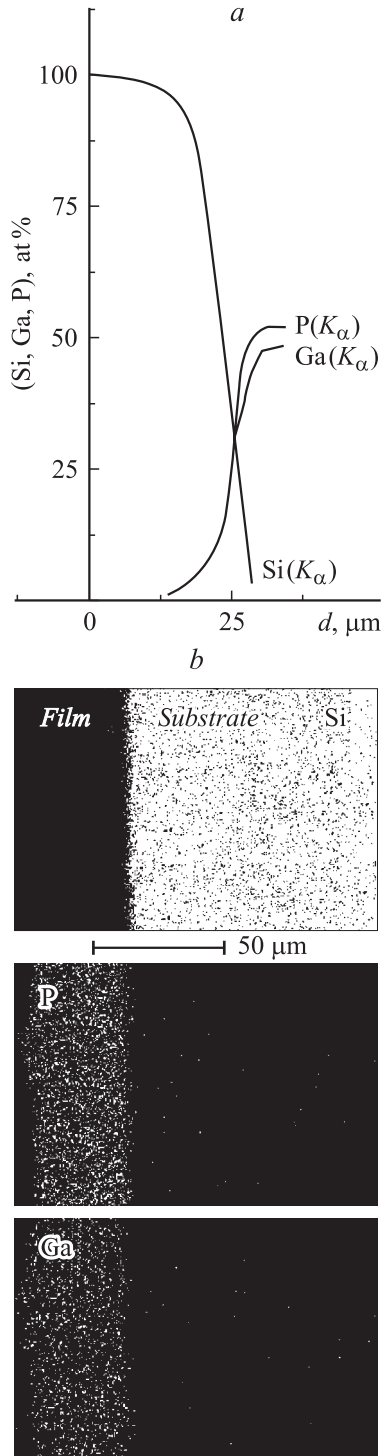 a
(Si, Ga, P), at %
100
75
50
25
P(Kα)
Ga(Kα)
Si(Kα)
0 25 d, μm
b
Film Substrate Si
50 μm
P
Ga